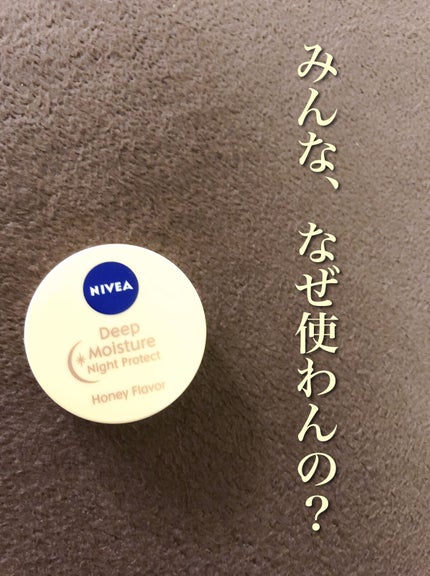 みんな、なぜ使わんの?
NIVEA
Deep
Moisture
Night Protect
Honey Flavor